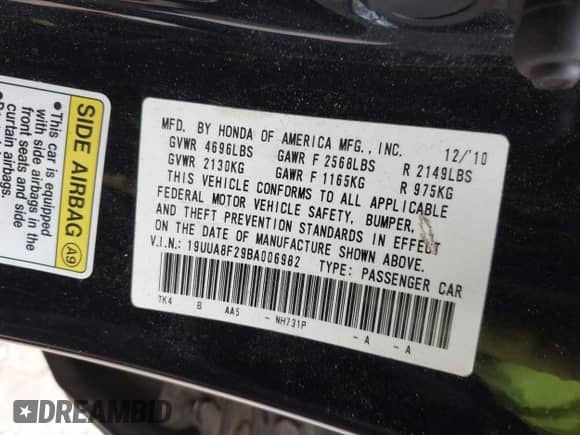 SIDE AIRBAG A9
●This car is equipped
with side airbags in the
front seats and side
curtain airbags.
MFD. BY HONDA OF AMERICA MFG., INC. 12/'10
GVWR 4696LBS GAWR F 2568LBS R 2149LBS
GVWR 2130KG GAWR F 1165KG R 975KG
THIS VEHICLE CONFORMS TO ALL APPLICABLE
FEDERAL MOTOR VEHICLE SAFETY, BUMPER,
AND THEFT PREVENTION STANDARDS IN EFFECT
ON THE DATE OF MANUFACTURE SHOWN ABOVE.
V.I.N.: 19UUA8F29BA006982 TYPE: PASSENGER CAR
TK4 B AA5 - NH731P - A - A
DREAMBID